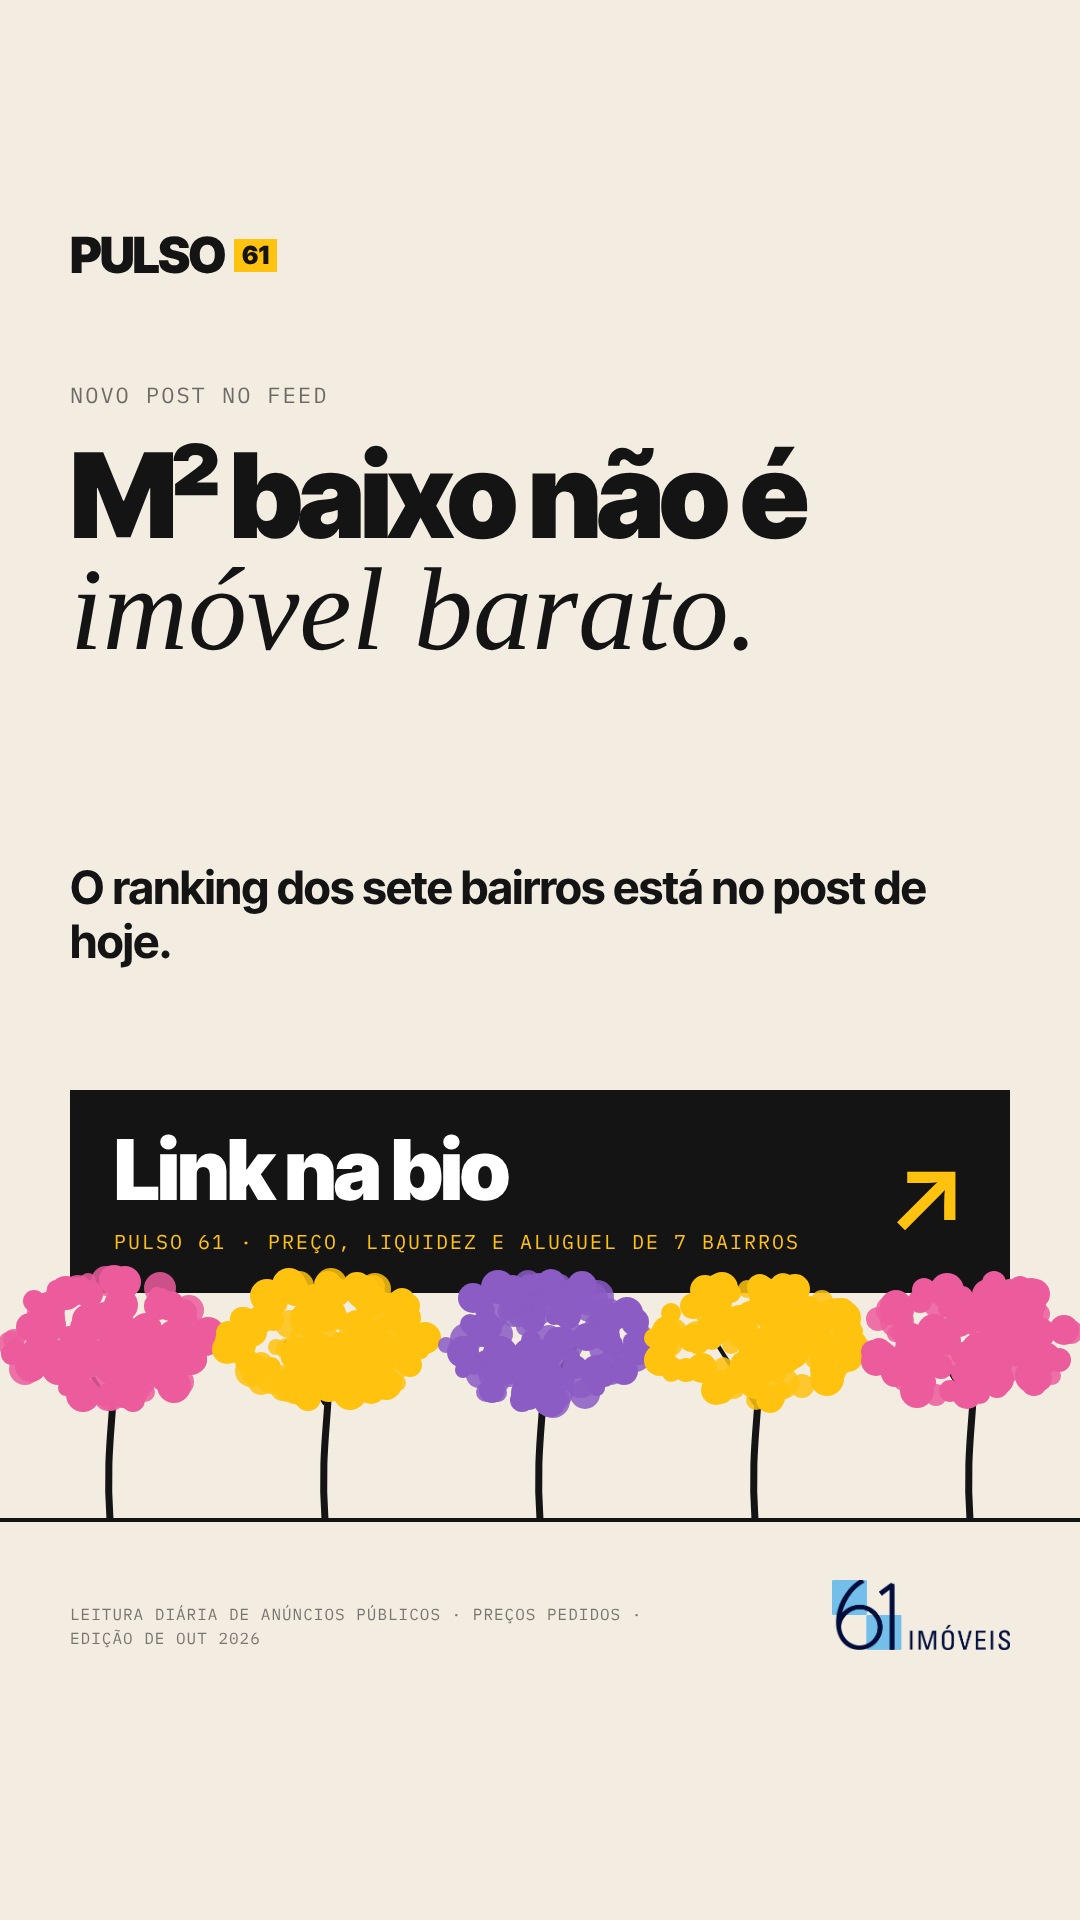 PULSO 61
NOVO POST NO FEED
M² baixo não é
imóvel barato.
O ranking dos sete bairros está no post de
hoje.
Link na bio
PULSO 61 · PREÇO, LIQUIDEZ E ALUGUEL DE 7 BAIRROS
LEITURA DIÁRIA DE ANÚNCIOS PÚBLICOS · PREÇOS PEDIDOS ·
EDIÇÃO DE OUT 2026
61 IMÓVEIS